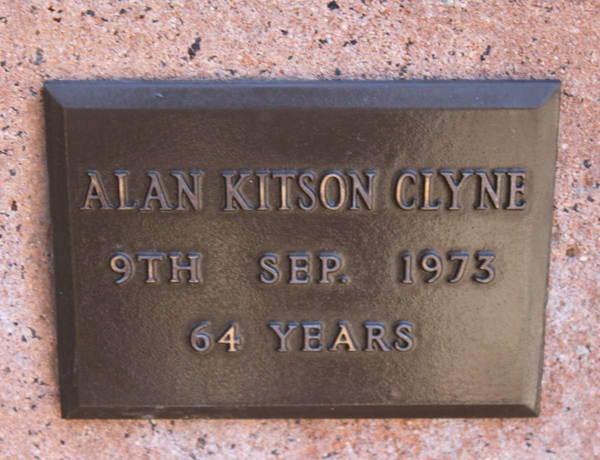 ALAN KITSON CLYNE
9TH SEP. 1973
64 YEARS